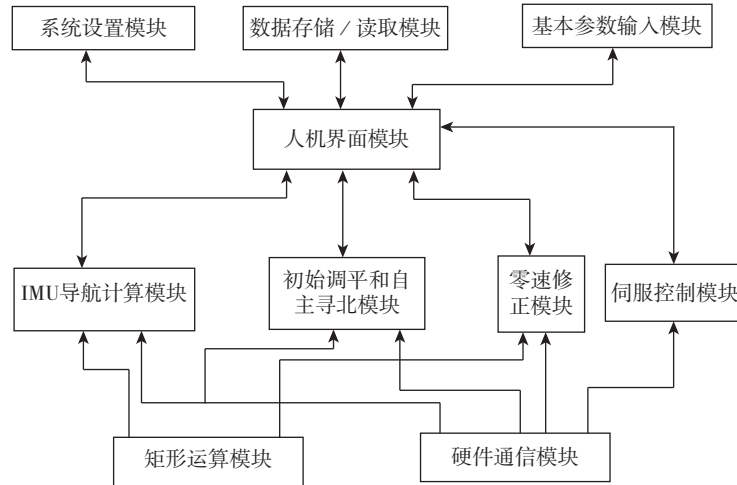 系统设置模块
数据存储/读取模块
基本参数输入模块
人机界面模块
IMU导航计算模块
初始调平和自
主寻北模块
零速修
正模块
伺服控制模块
矩形运算模块
硬件通信模块